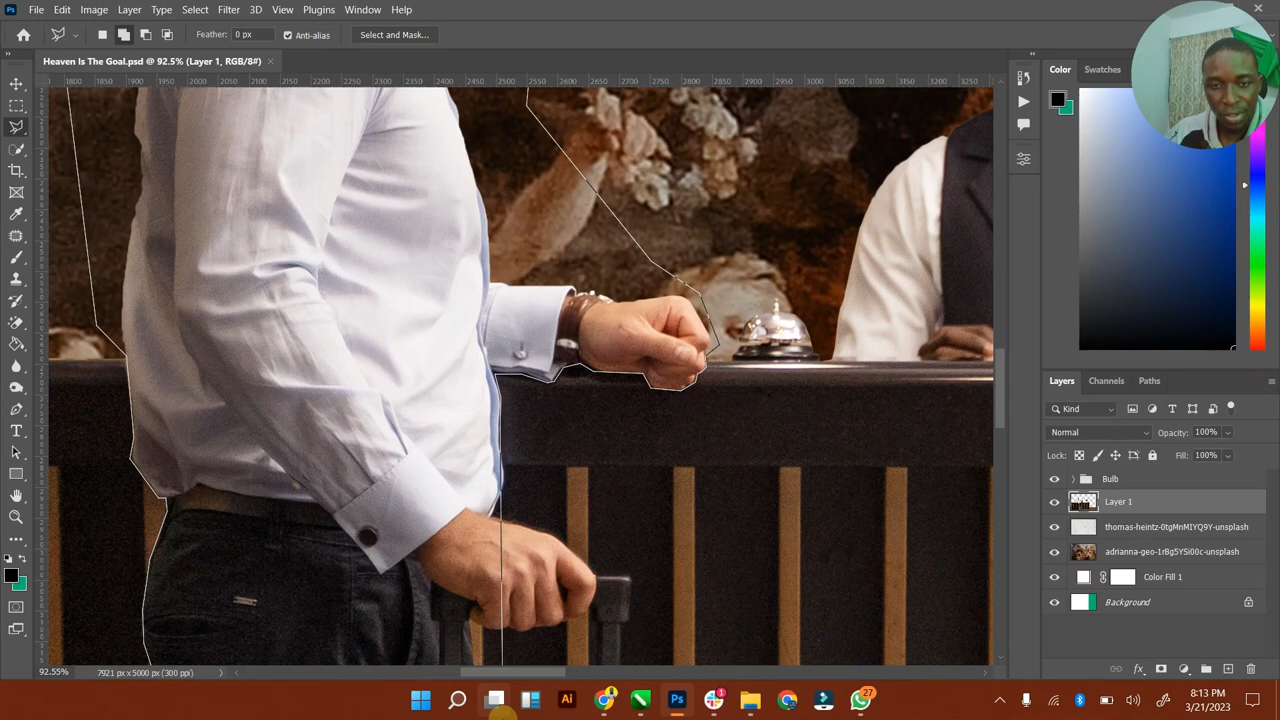 Ps File Edit Image Layer Type Select Filter 3D View Plugins Window Help
Feather: 0 px Anti-alias Select and Mask...
Heaven Is The Goal.psd @ 92.5% (Layer 1, RGB/8#) ×
Color Swatches
1800 1850 1900 1950 2000 2050 2100 2150 2200 2250 2300 2350 2400 2450 2500 2550 2600 2650 2700 2750 2800 2850 2900 2950 3000 3050 3100 3150 3200 3250
Layers Channels Paths
Kind
Normal Opacity: 100%
Lock: Fill: 100%
Bulb
Layer 1
thomas-heintz-0tgMnMIYQ9Y-unsplash
adrianna-geo-1rBg5YSi00c-unsplash
Color Fill 1
Background
92.55% 7921 px x 5000 px (300 ppi)
Ai Ps 1 27
8:13 PM
3/21/2023